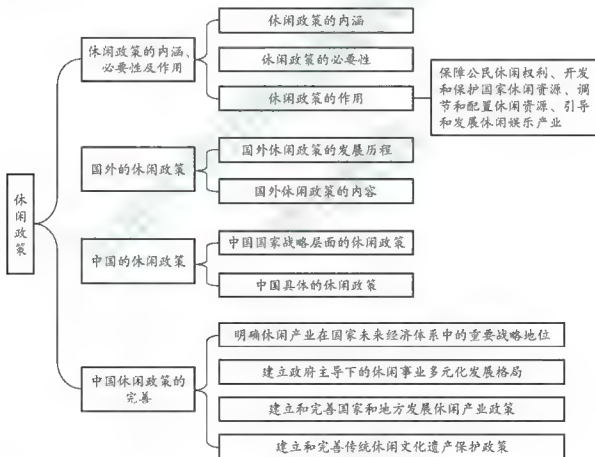 休闲政策
休闲政策的内涵、
必要性及作用
休闲政策的内涵
休闲政策的必要性
休闲政策的作用
保障公民休闲权利、开发
和保护国家休闲资源、调
节和配置休闲资源、引导
和发展休闲娱乐产业
国外的休闲政策
国外休闲政策的发展历程
国外休闲政策的内容
中国的休闲政策
中国国家战略层面的休闲政策
中国具体的休闲政策
中国休闲政策的
完善
明确休闲产业在国家未来经济体系中的重要战略地位
建立政府主导下的休闲事业多元化发展格局
建立和完善国家和地方发展休闲产业政策
建立和完善传统休闲文化遗产保护政策